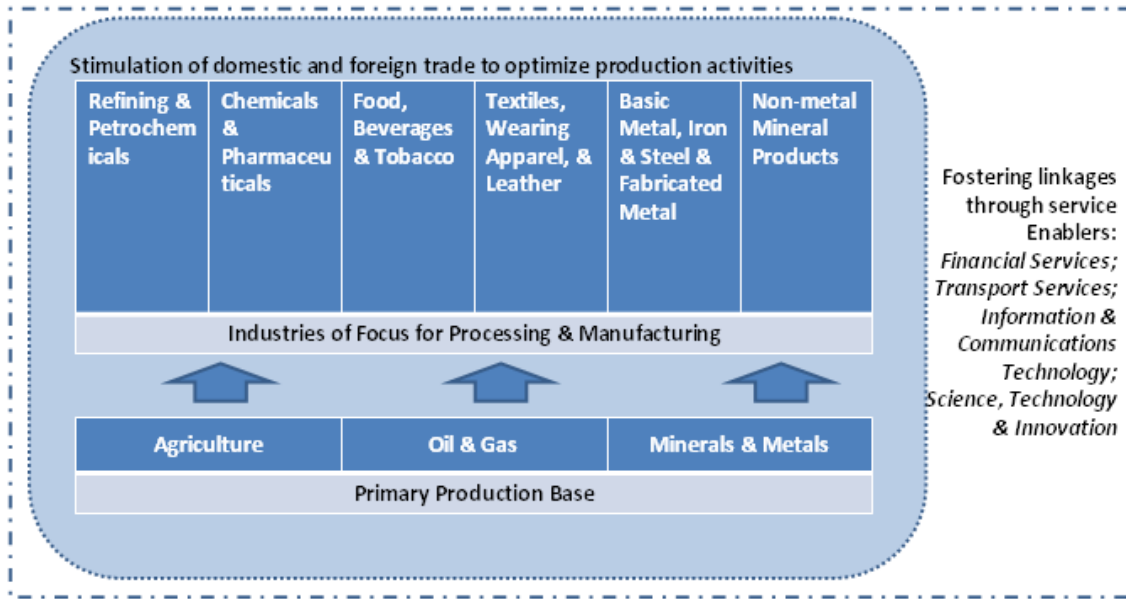 Stimulation of domestic and foreign trade to optimize production activities
Refining &
Petrochem
icals
Chemicals
&
Pharmaceu
ticals
Food,
Beverages
& Tobacco
Textiles,
Wearing
Apparel, &
Leather
Basic
Metal, Iron
& Steel &
Fabricated
Metal
Non-metal
Mineral
Products
Industries of Focus for Processing & Manufacturing
Agriculture
Oil & Gas
Minerals & Metals
Primary Production Base
Fostering linkages
through service
Enablers:
Financial Services;
Transport Services;
Information &
Communications
Technology;
Science, Technology
& Innovation